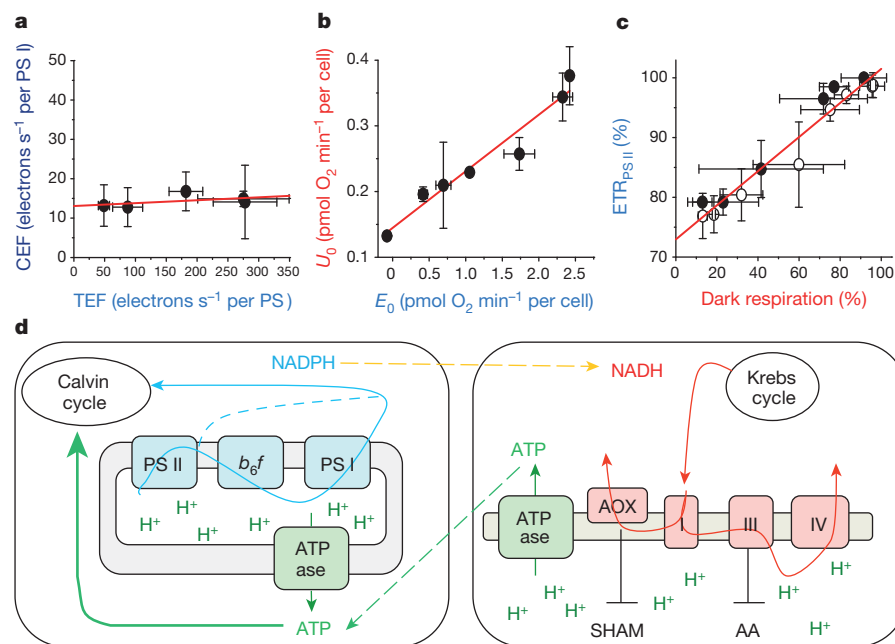 a
CEF (electrons s⁻¹ per PS I)
50
40
30
20
10
0
0 50 100 150 200 250 300 350
TEF (electrons s⁻¹ per PS)
b
U₀ (pmol O₂ min⁻¹ per cell)
0.4
0.3
0.2
0.1
0 0.5 1.0 1.5 2.0 2.5
E₀ (pmol O₂ min⁻¹ per cell)
c
ETR PS II (%)
100
90
80
70
0 20 40 60 80 100
Dark respiration (%)
d
Calvin cycle
NADPH
PS II
b₆f
PS I
H⁺ H⁺ H⁺ H⁺ H⁺ H⁺
ATP
ase
ATP
NADH
Krebs
cycle
ATP
ATP
ase
AOX
I
III
IV
H⁺ H⁺ H⁺ H⁺ H⁺ H⁺ H⁺ H⁺
SHAM
AA